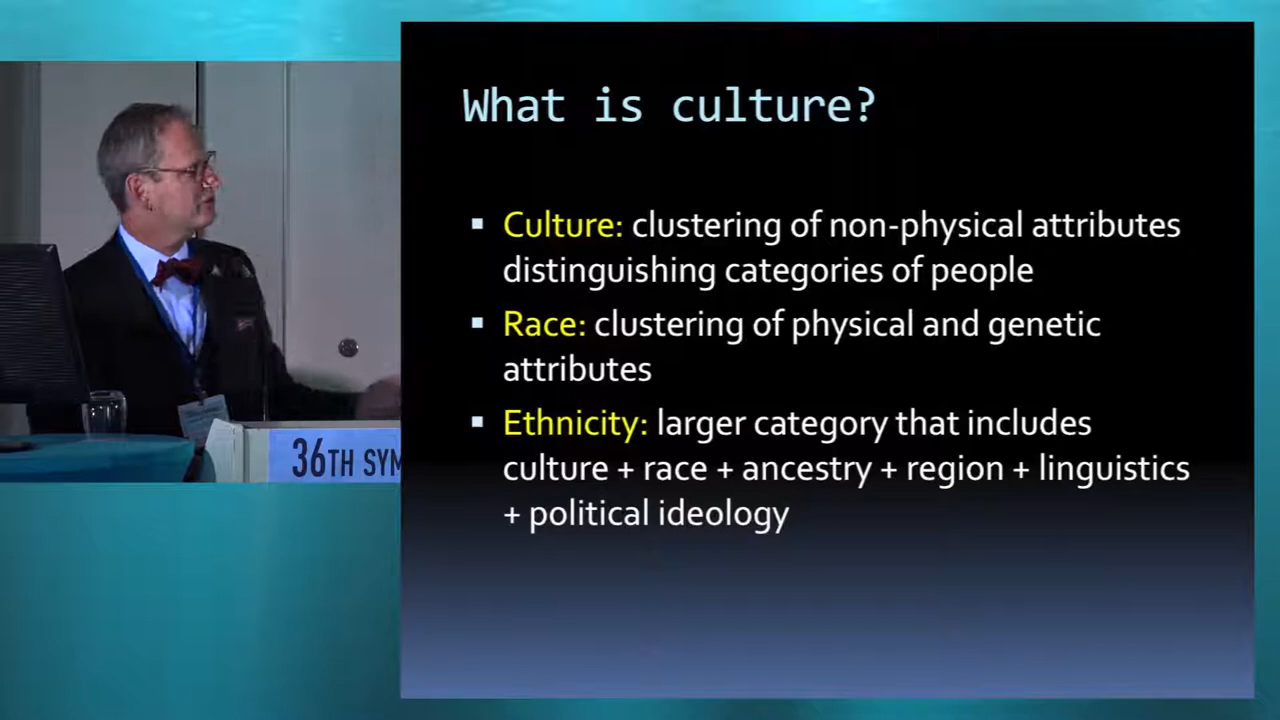 What is culture?
▪ Culture: clustering of non-physical attributes
distinguishing categories of people
▪ Race: clustering of physical and genetic
attributes
▪ Ethnicity: larger category that includes
culture + race + ancestry + region + linguistics
+ political ideology
36TH SYM